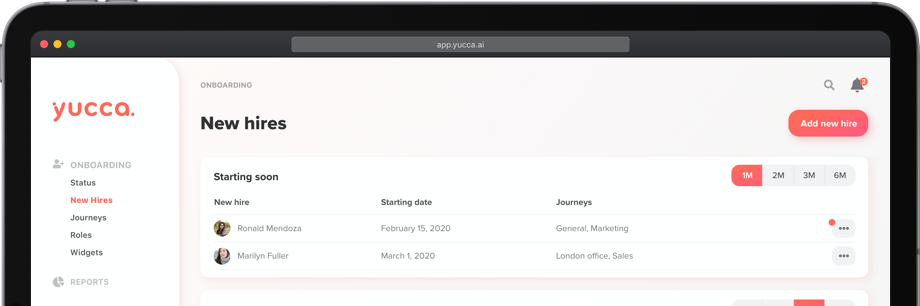 app.yucca.ai
yucca.
ONBOARDING
Status
New Hires
Journeys
Roles
Widgets
REPORTS
ONBOARDING
2
New hires
Add new hire
Starting soon
1M 2M 3M 6M
New hire Starting date Journeys
Ronald Mendoza February 15, 2020 General, Marketing
Marilyn Fuller March 1, 2020 London office, Sales